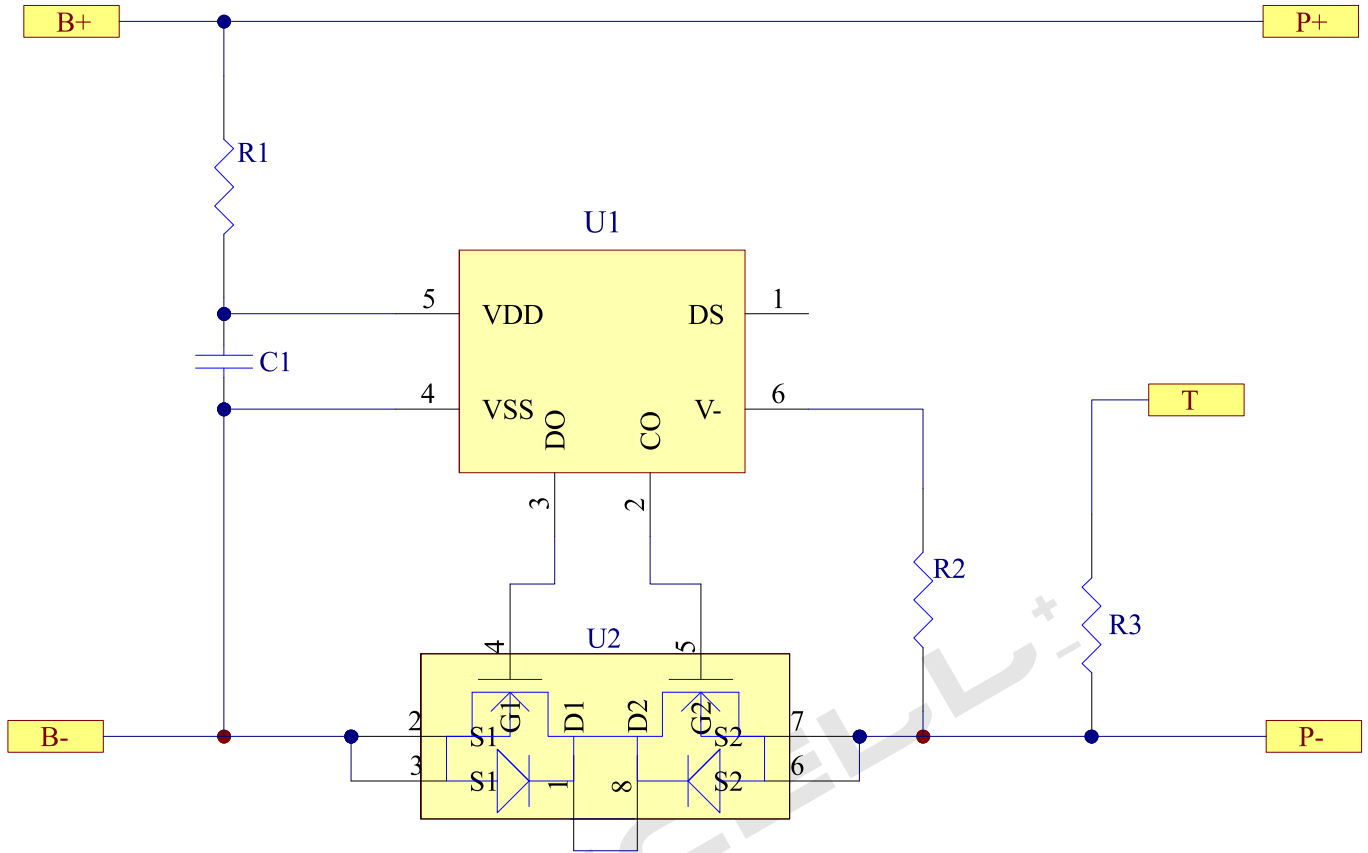 B+
P+
R1
U1
5
VDD
DS
1
C1
4
VSS
DO
CO
V-
6
T
3
2
R2
R3
U2
4
5
B-
2
S1
G1
D1
D2
G2
S2
7
P-
3
S1
1
8
S2
6